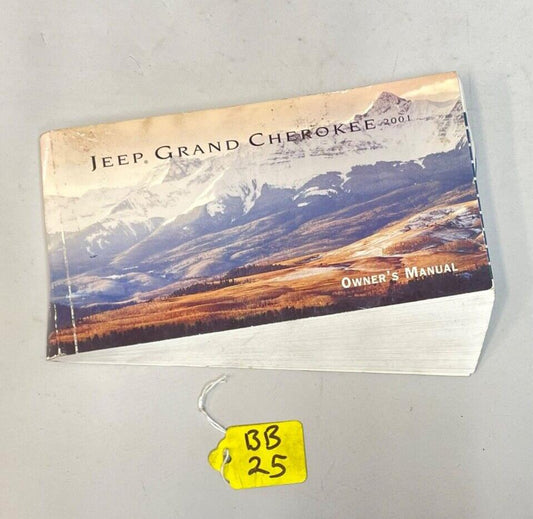 JEEP® GRAND CHEROKEE 2001
OWNER'S MANUAL
BB
25